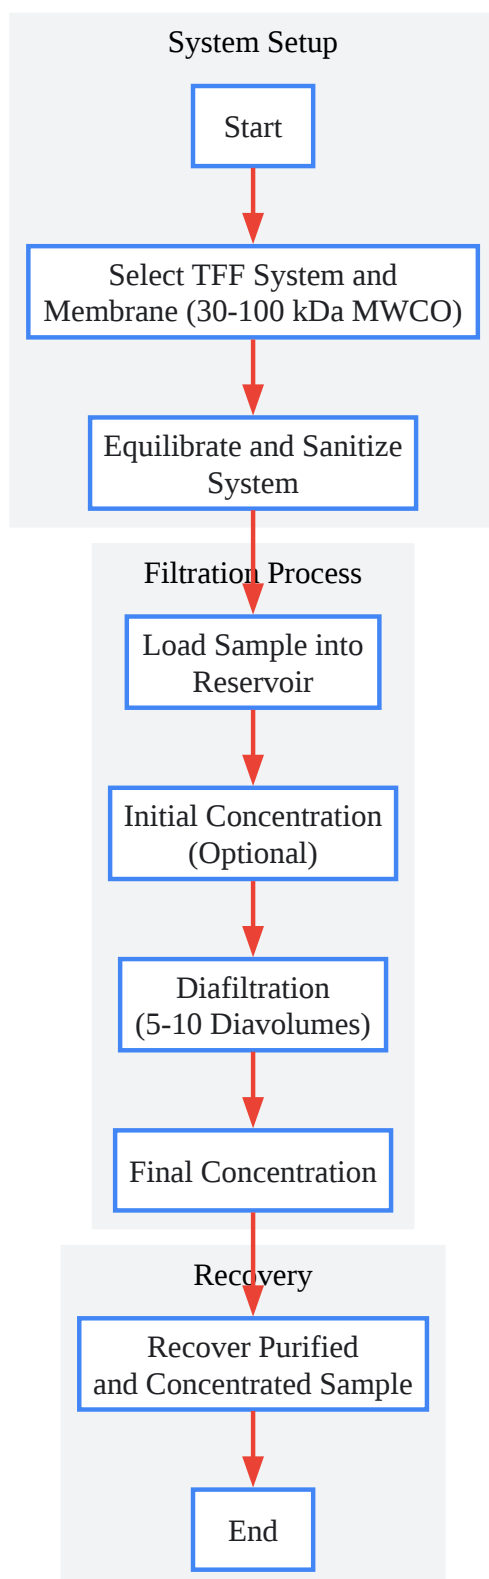 System Setup
Start
Select TFF System and
Membrane (30-100 kDa MWCO)
Equilibrate and Sanitize
System
Filtration Process
Load Sample into
Reservoir
Initial Concentration
(Optional)
Diafiltration
(5-10 Diavolumes)
Final Concentration
Recovery
Recover Purified
and Concentrated Sample
End